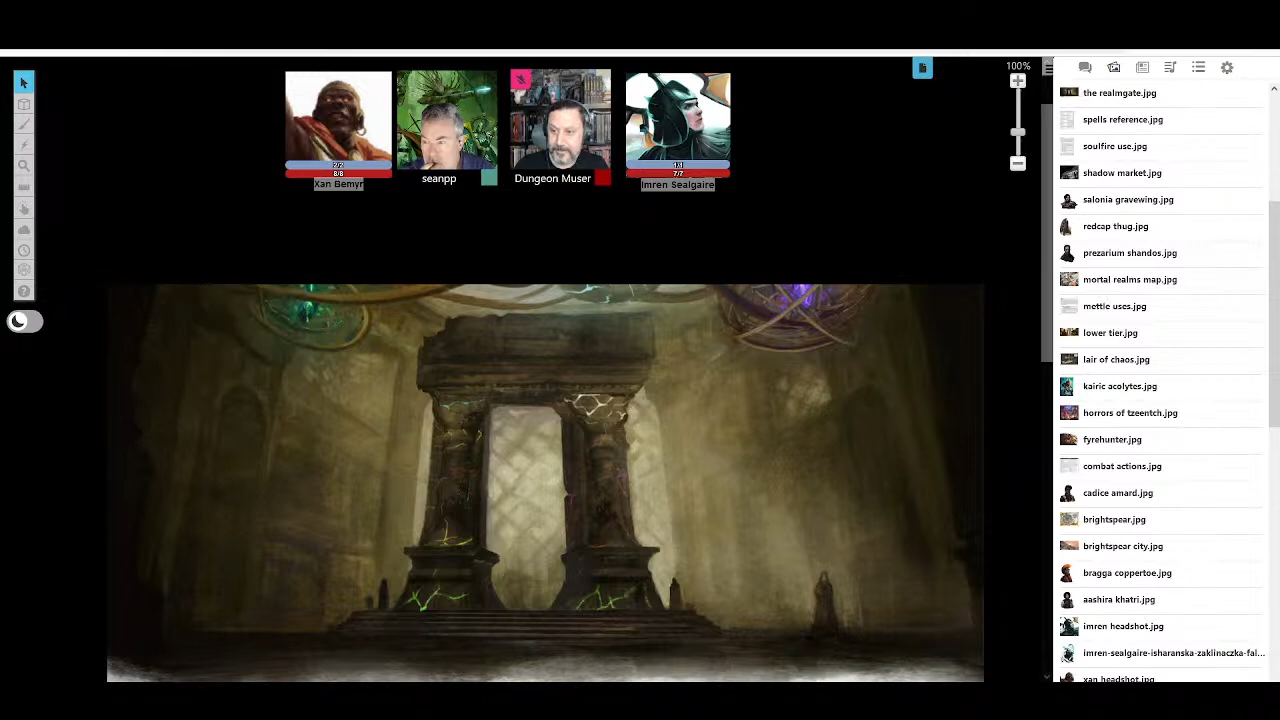 100%
2/2
8/8
Xan Bemyr
seanpp
Dungeon Muser
1/1
7/7
Imren Sealgaire
the realmgate.jpg
spells reference.jpg
soulfire use.jpg
shadow market.jpg
salonia gravewing.jpg
redcap thug.jpg
prezarium shandos.jpg
mortal realms map.jpg
mettle uses.jpg
lower tier.jpg
lair of chaos.jpg
kairic acolytes.jpg
horrors of tzeentch.jpg
fyrehunter.jpg
combat actions.jpg
cadice amard.jpg
brightspear.jpg
brightspear city.jpg
bragga coppertoe.jpg
aashira khatri.jpg
imren headshot.jpg
imren-sealgaire-isharanska-zaklinaczka-fal...
xan headshot.jpg